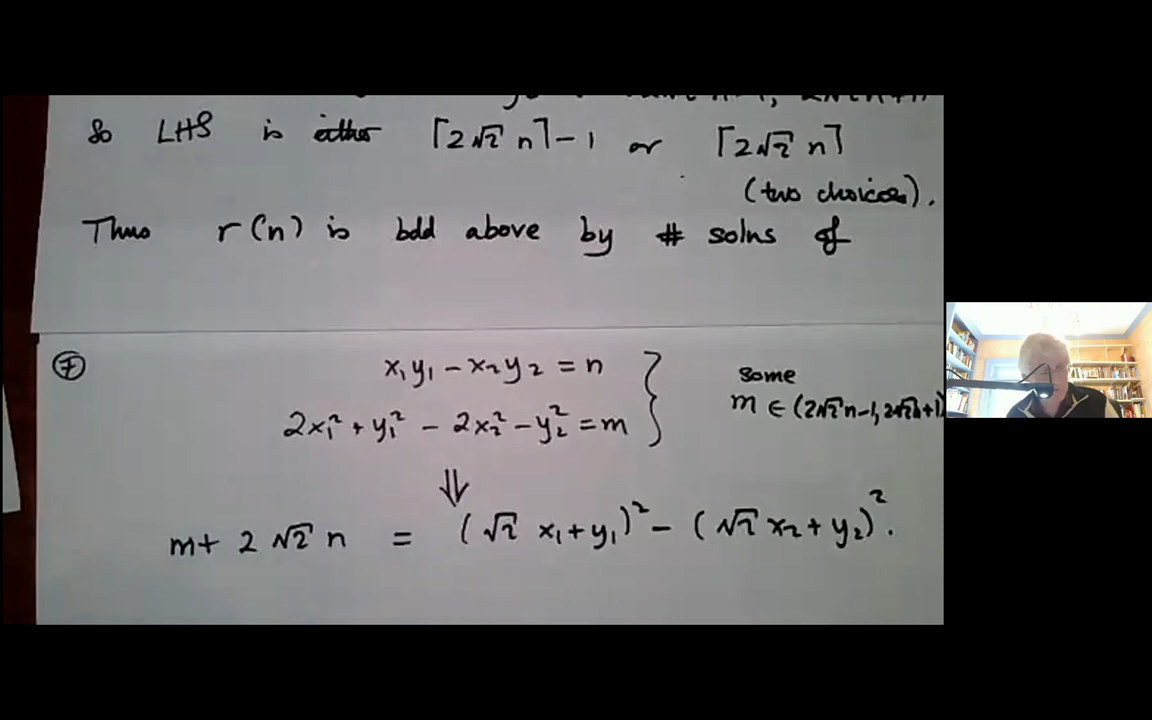 So LHS is either ⌈2√2 n⌉-1 or ⌈2√2 n⌉
(two choices).
Thus r(n) is bdd above by # solns of
⑦
x₁y₁ - x₂y₂ = n
2x₁² + y₁² - 2x₂² - y₂² = m
some
m ∈ (2√2n-1, 2√2n+1)
⇓
m + 2√2 n = (√2 x₁ + y₁)² - (√2 x₂ + y₂)².